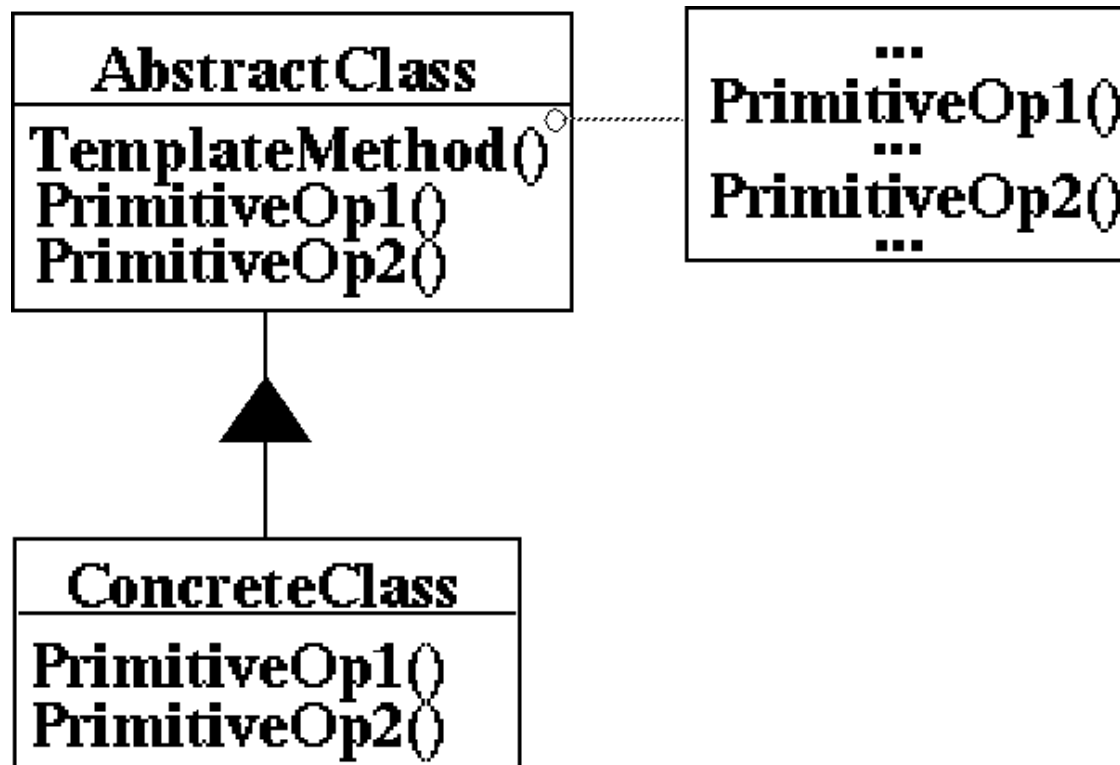 AbstractClass
TemplateMethod()
PrimitiveOp1()
PrimitiveOp2()
...
PrimitiveOp1()
...
PrimitiveOp2()
...
ConcreteClass
PrimitiveOp1()
PrimitiveOp2()